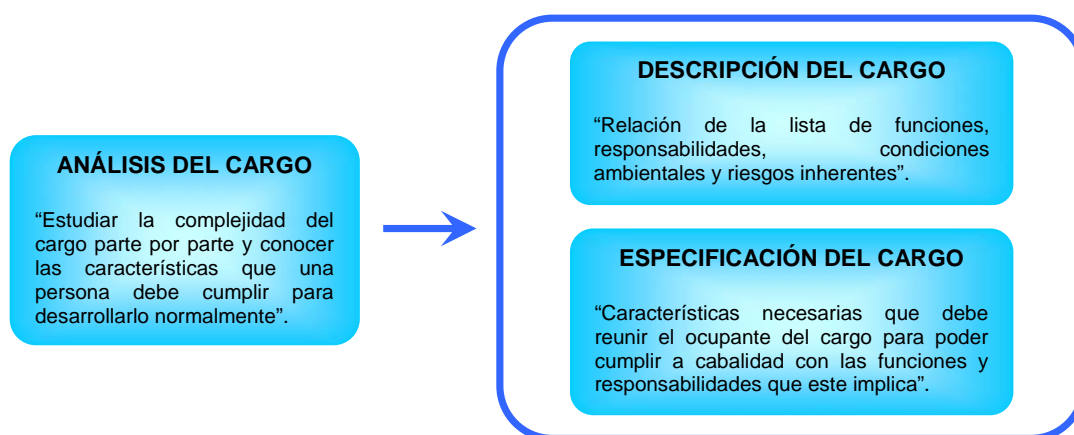 ANÁLISIS DEL CARGO
“Estudiar la complejidad del
cargo parte por parte y conocer
las características que una
persona debe cumplir para
desarrollarlo normalmente”.
DESCRIPCIÓN DEL CARGO
“Relación de la lista de funciones,
responsabilidades, condiciones
ambientales y riesgos inherentes”.
ESPECIFICACIÓN DEL CARGO
“Características necesarias que debe
reunir el ocupante del cargo para poder
cumplir a cabalidad con las funciones y
responsabilidades que este implica”.